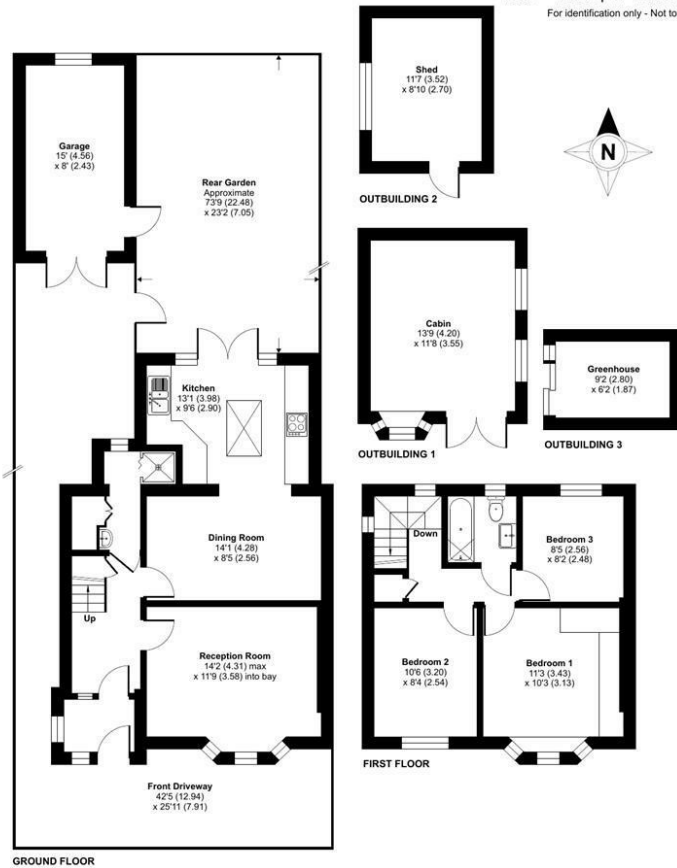 For identification only - Not to
Shed
11'7 (3.52)
x 8'10 (2.70)
OUTBUILDING 2
N
Garage
15' (4.56)
x 8' (2.43)
Rear Garden
Approximate
73'9 (22.48)
x 23'2 (7.05)
Cabin
13'9 (4.20)
x 11'8 (3.55)
OUTBUILDING 1
Greenhouse
9'2 (2.80)
x 6'2 (1.87)
OUTBUILDING 3
Kitchen
13'1 (3.98)
x 9'6 (2.90)
Dining Room
14'1 (4.28)
x 8'5 (2.56)
Up
Reception Room
14'2 (4.31) max
x 11'9 (3.58) into bay
Front Driveway
42'5 (12.94)
x 25'11 (7.91)
GROUND FLOOR
Down
Bedroom 3
8'5 (2.56)
x 8'2 (2.48)
Bedroom 2
10'6 (3.20)
x 8'4 (2.54)
Bedroom 1
11'3 (3.43)
x 10'3 (3.13)
FIRST FLOOR